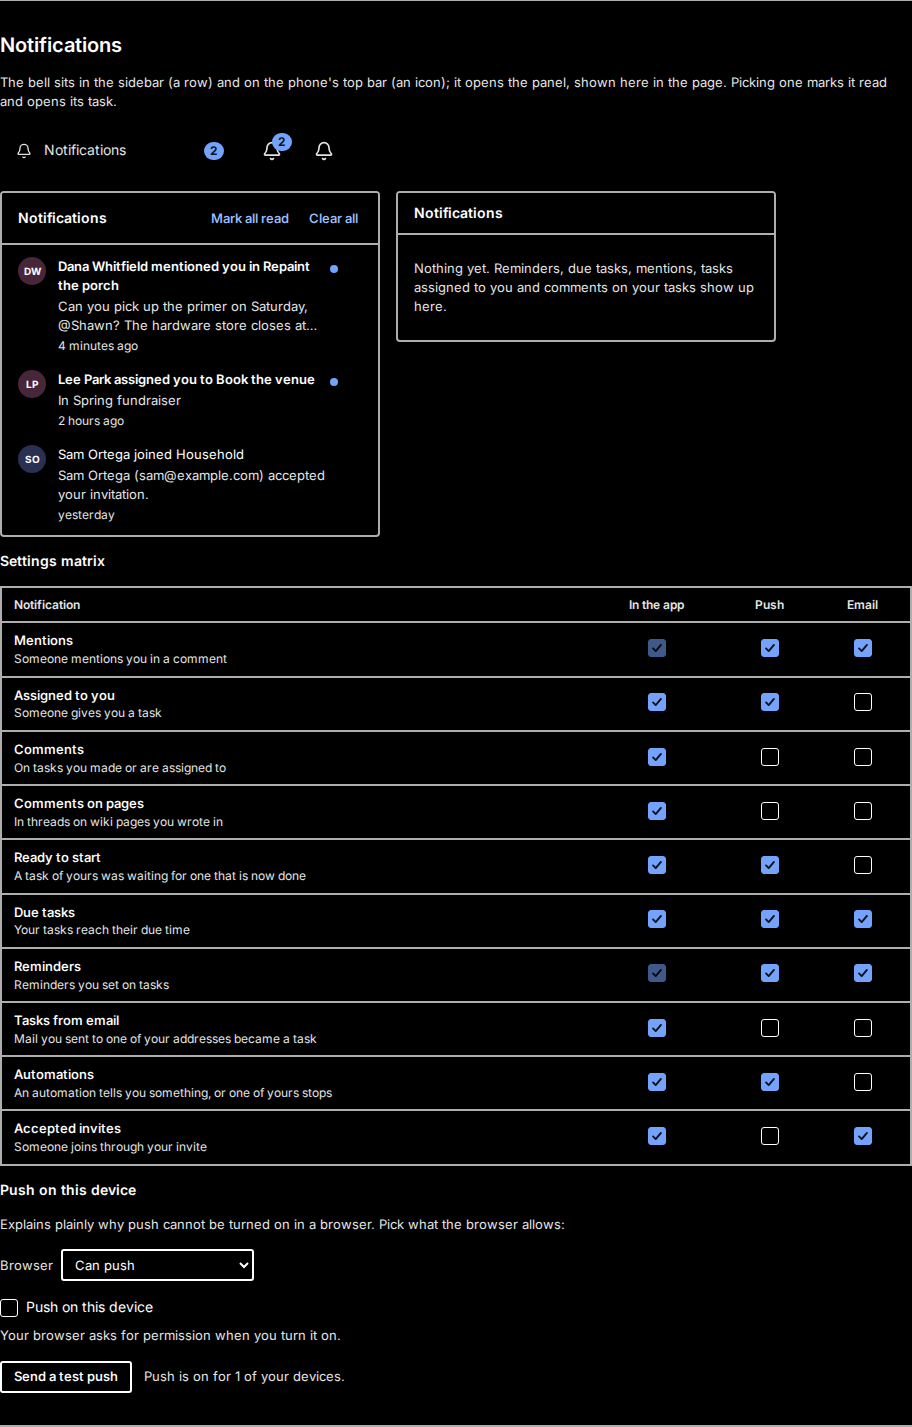 Notifications
The bell sits in the sidebar (a row) and on the phone's top bar (an icon); it opens the panel, shown here in the page. Picking one marks it read
and opens its task.
Notifications 2 2
Notifications Mark all read Clear all
DW Dana Whitfield mentioned you in Repaint
the porch
Can you pick up the primer on Saturday,
@Shawn? The hardware store closes at...
4 minutes ago
LP Lee Park assigned you to Book the venue
In Spring fundraiser
2 hours ago
SO Sam Ortega joined Household
Sam Ortega (sam@example.com) accepted
your invitation.
yesterday
Notifications
Nothing yet. Reminders, due tasks, mentions, tasks
assigned to you and comments on your tasks show up
here.
Settings matrix
Notification In the app Push Email
Mentions
Someone mentions you in a comment
Assigned to you
Someone gives you a task
Comments
On tasks you made or are assigned to
Comments on pages
In threads on wiki pages you wrote in
Ready to start
A task of yours was waiting for one that is now done
Due tasks
Your tasks reach their due time
Reminders
Reminders you set on tasks
Tasks from email
Mail you sent to one of your addresses became a task
Automations
An automation tells you something, or one of yours stops
Accepted invites
Someone joins through your invite
Push on this device
Explains plainly why push cannot be turned on in a browser. Pick what the browser allows:
Browser Can push
Push on this device
Your browser asks for permission when you turn it on.
Send a test push Push is on for 1 of your devices.